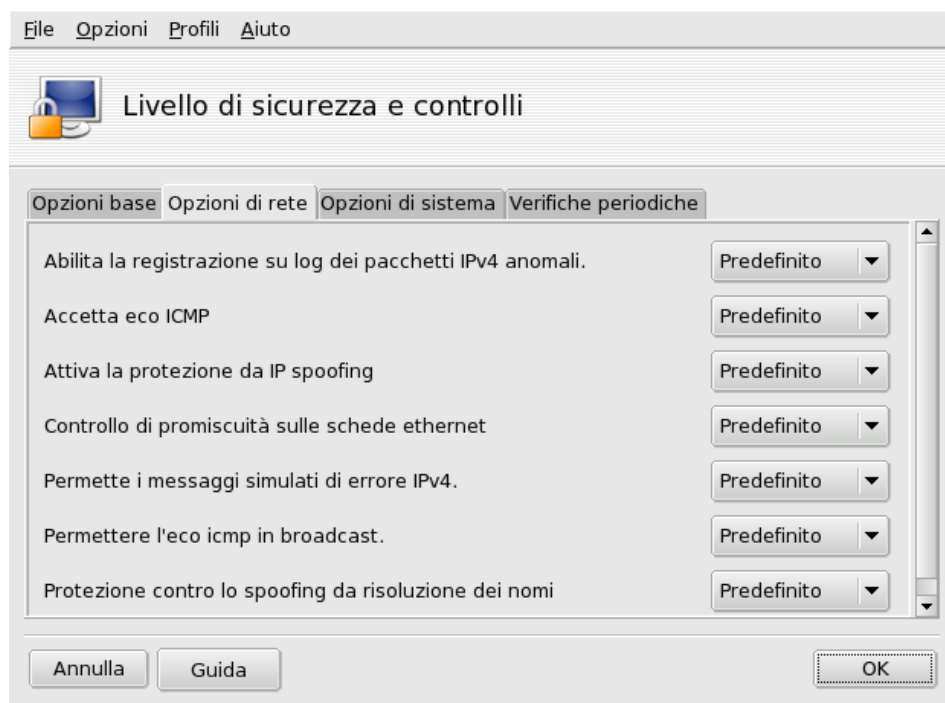 File Opzioni Profili Aiuto
Livello di sicurezza e controlli
Opzioni base Opzioni di rete Opzioni di sistema Verifiche periodiche
Abilita la registrazione su log dei pacchetti IPv4 anomali. Predefinito
Accetta eco ICMP Predefinito
Attiva la protezione da IP spoofing Predefinito
Controllo di promiscuità sulle schede ethernet Predefinito
Permette i messaggi simulati di errore IPv4. Predefinito
Permettere l'eco icmp in broadcast. Predefinito
Protezione contro lo spoofing da risoluzione dei nomi Predefinito
Annulla Guida OK